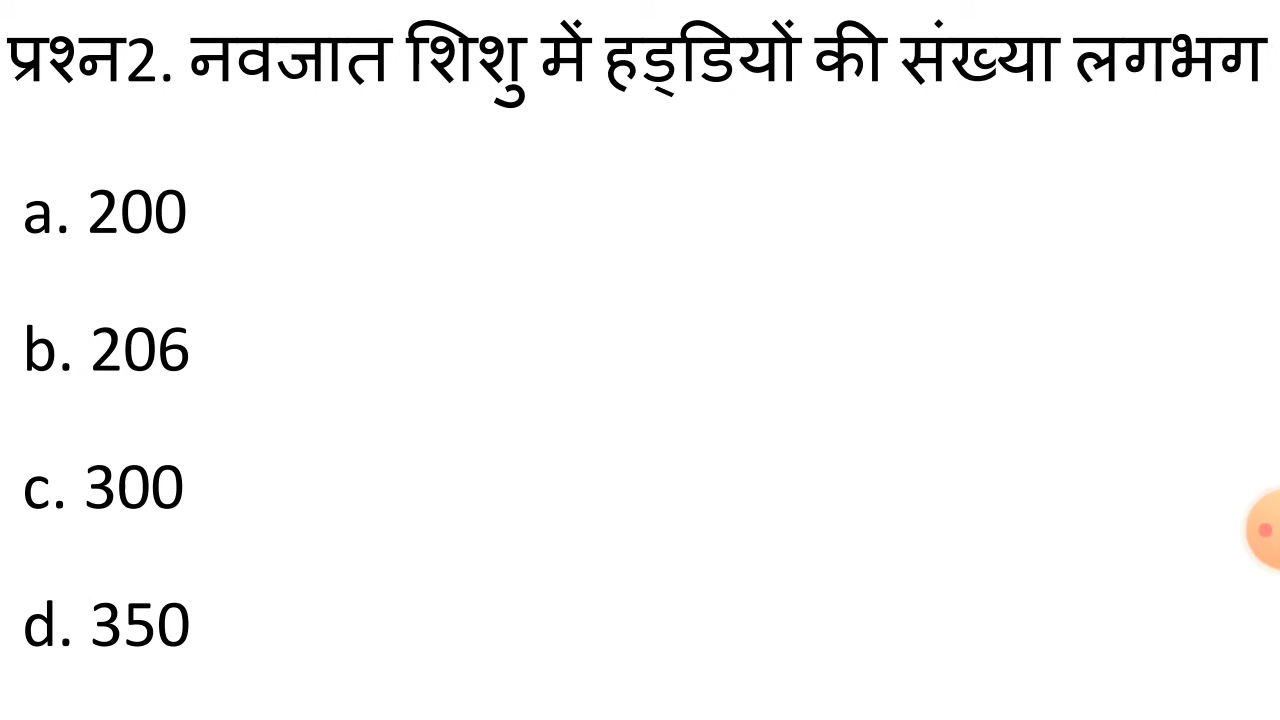 प्रश्न2. नवजात शिशु में हड्डियों की संख्या लगभग
a. 200
b. 206
c. 300
d. 350